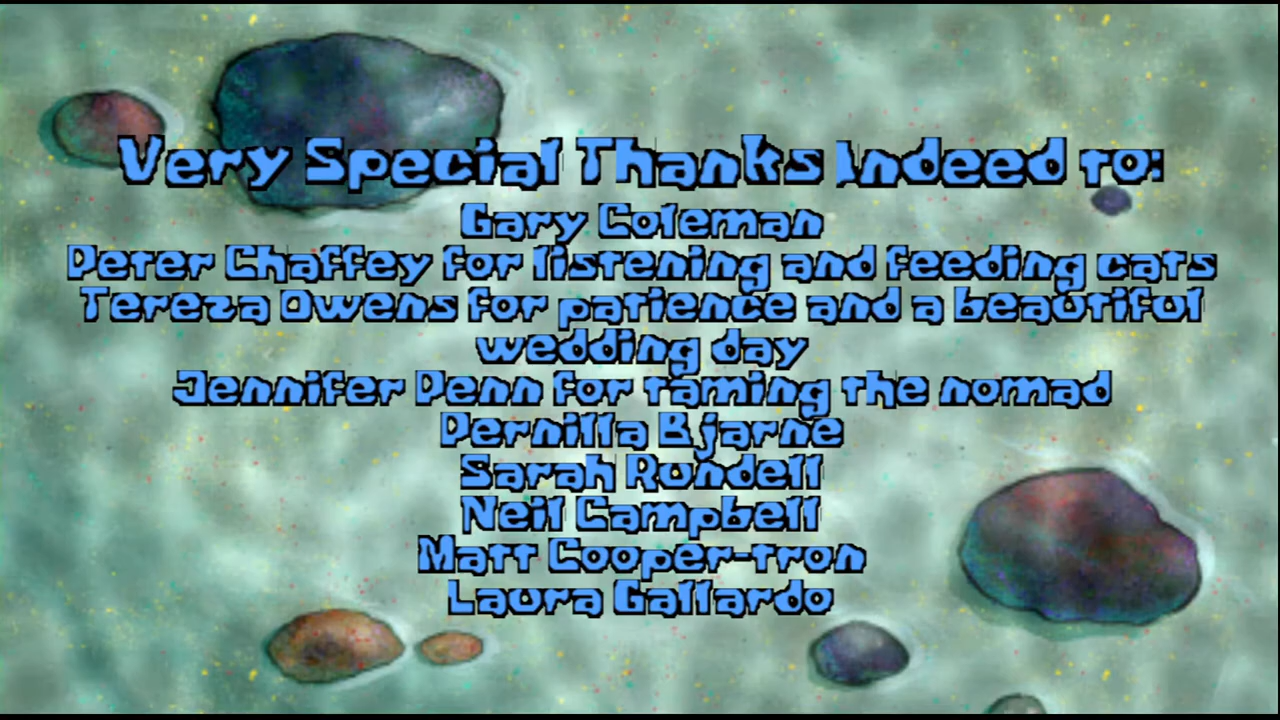 Very Special Thanks Indeed to:
Gary Coleman
Peter Chaffey for listening and feeding cats
Tereza Owens for patience and a beautiful
wedding day
Jennifer Penn for taming the nomad
Pernilla Bjarne
Sarah Rundell
Neil Campbell
Matt Cooper-tron
Laura Gallardo